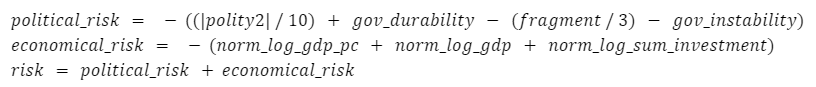 political_risk = − ((|polity2| / 10) + gov_durability − (fragment / 3) − gov_instability)
economical_risk = − (norm_log_gdp_pc + norm_log_gdp + norm_log_sum_investment)
risk = political_risk + economical_risk